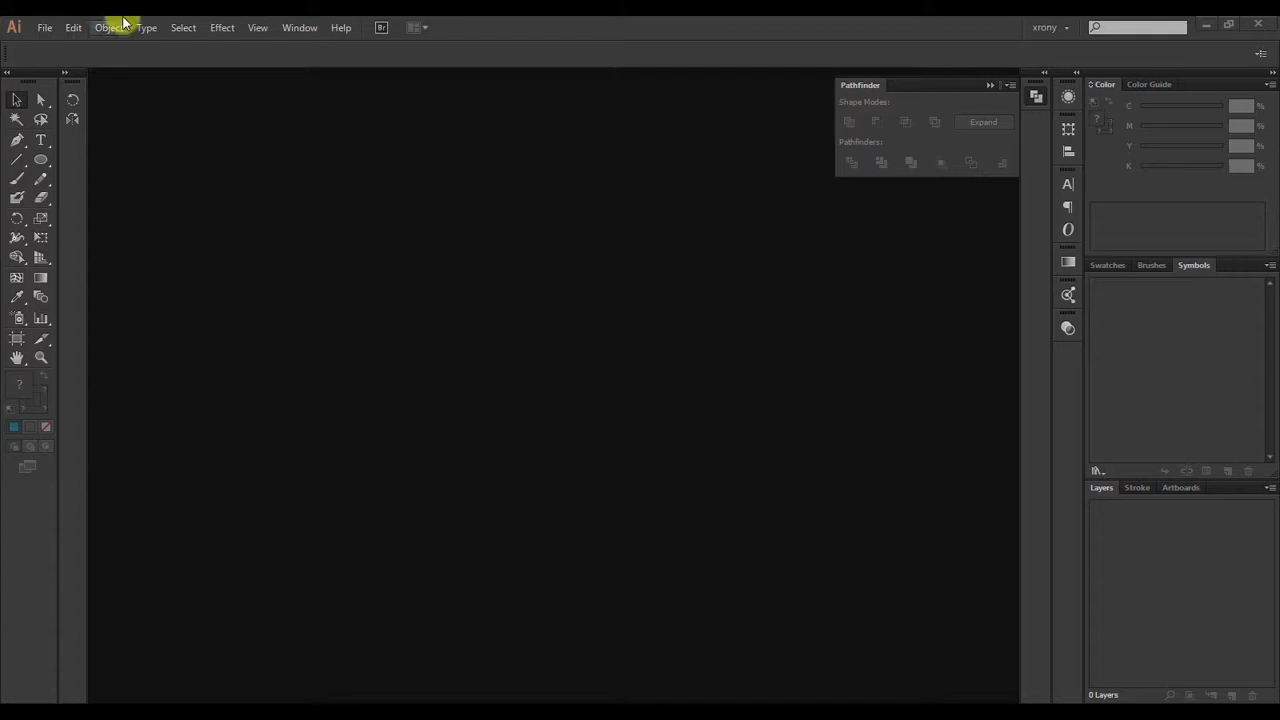 Ai File Edit Object Type Select Effect View Window Help Br xrony
Pathfinder
Shape Modes:
Expand
Pathfinders:
Color Color Guide
C %
M %
Y %
K %
Swatches Brushes Symbols
Layers Stroke Artboards
0 Layers